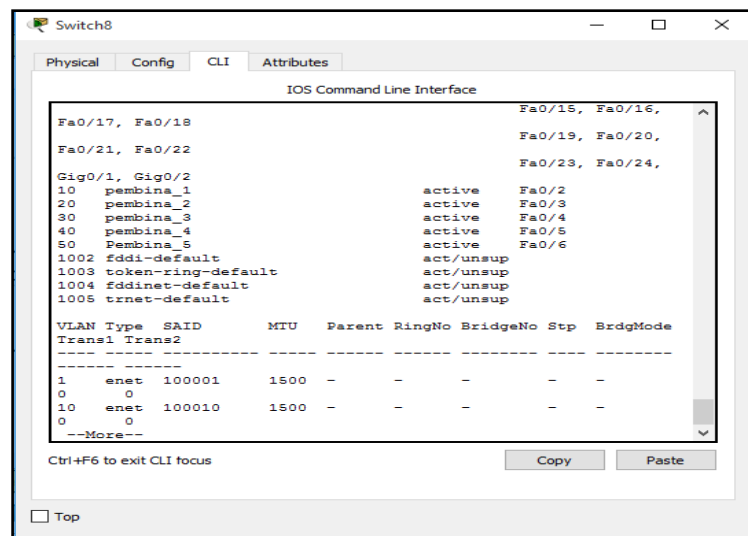 Switch8
Physical Config CLI Attributes
IOS Command Line Interface
Fa0/15, Fa0/16,
Fa0/17, Fa0/18
Fa0/19, Fa0/20,
Fa0/21, Fa0/22
Fa0/23, Fa0/24,
Gig0/1, Gig0/2
10 pembina_1 active Fa0/2
20 pembina_2 active Fa0/3
30 pembina_3 active Fa0/4
40 pembina_4 active Fa0/5
50 Pembina_5 active Fa0/6
1002 fddi-default act/unsup
1003 token-ring-default act/unsup
1004 fddinet-default act/unsup
1005 trnet-default act/unsup
VLAN Type SAID MTU Parent RingNo BridgeNo Stp BrdgMode
Trans1 Trans2
---- ----- ---------- ----- ------ ------ -------- ---- --------
------ ------
1 enet 100001 1500 - - - - -
0 0
10 enet 100010 1500 - - - - -
0 0
--More--
Ctrl+F6 to exit CLI focus
Copy Paste
Top